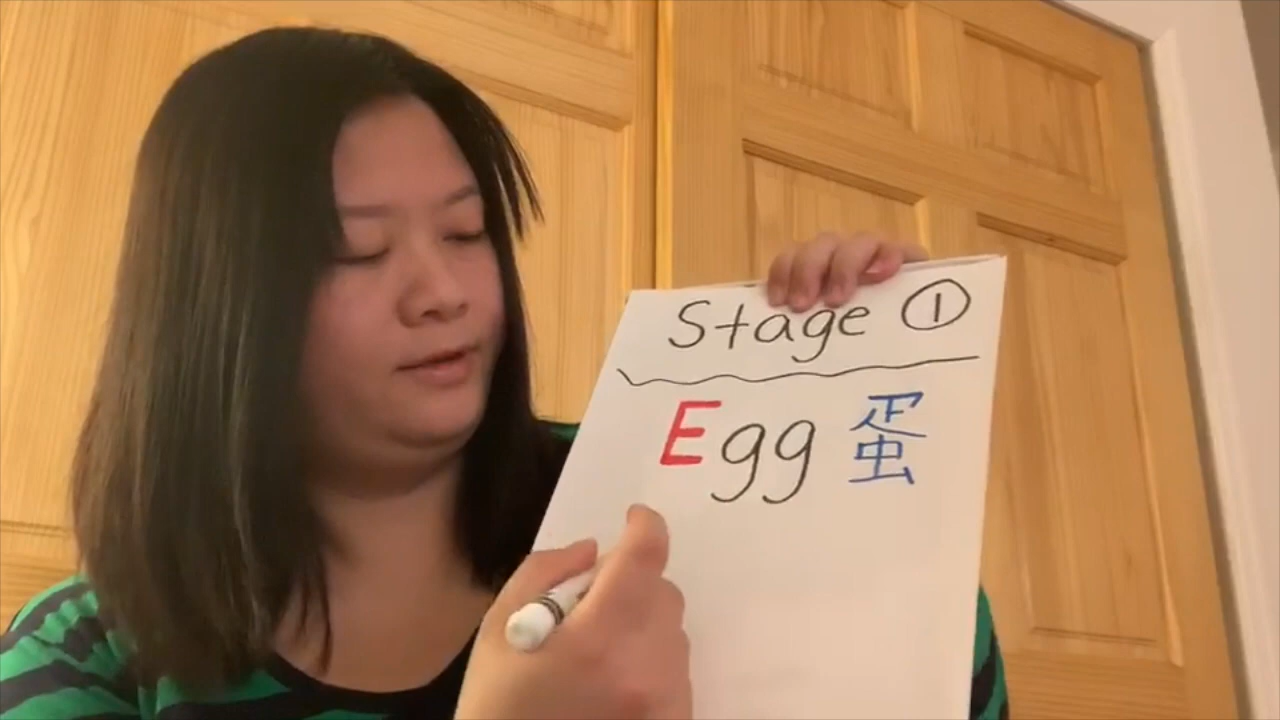 Stage ①
Egg 蛋